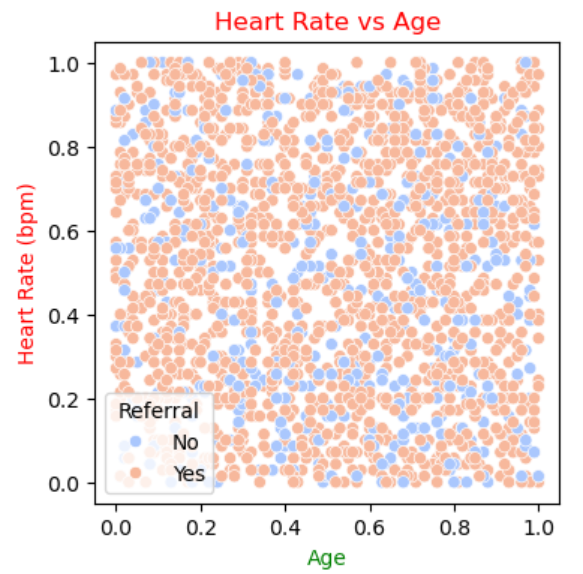 Heart Rate vs Age
Heart Rate (bpm)
1.0
0.8
0.6
0.4
0.2
0.0
Referral
No
Yes
0.0 0.2 0.4 0.6 0.8 1.0
Age